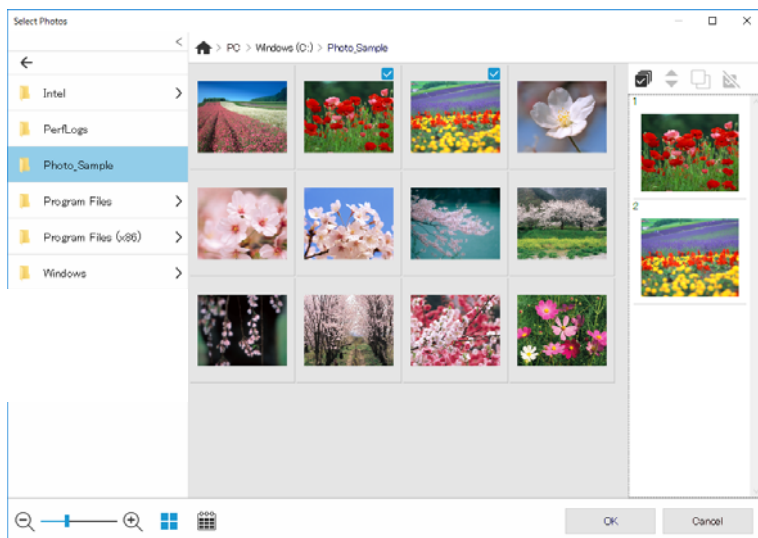 Select Photos
<
PC > Windows (C:) > Photo_Sample
Intel
PerfLogs
Photo_Sample
Program Files
Program Files (x86)
Windows
1
2
OK
Cancel